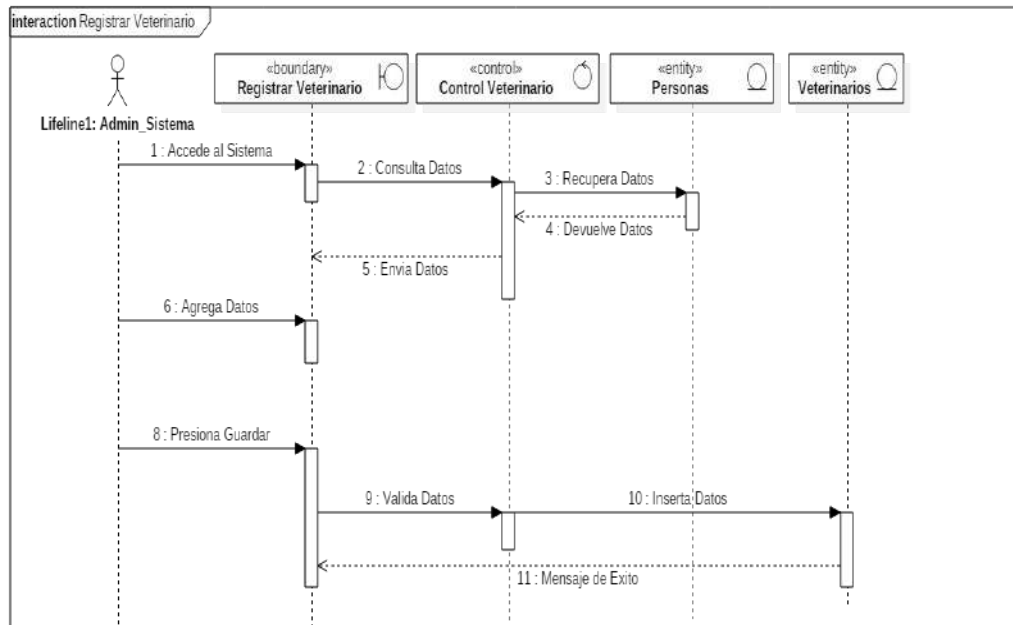 interaction Registrar Veterinario
«boundary»
Registrar Veterinario
«control»
Control Veterinario
«entity»
Personas
«entity»
Veterinarios
Lifeline1: Admin_Sistema
1 : Accede al Sistema
2 : Consulta Datos
3 : Recupera Datos
4 : Devuelve Datos
5 : Envia Datos
6 : Agrega Datos
8 : Presiona Guardar
9 : Valida Datos
10 : Inserta Datos
11 : Mensaje de Exito